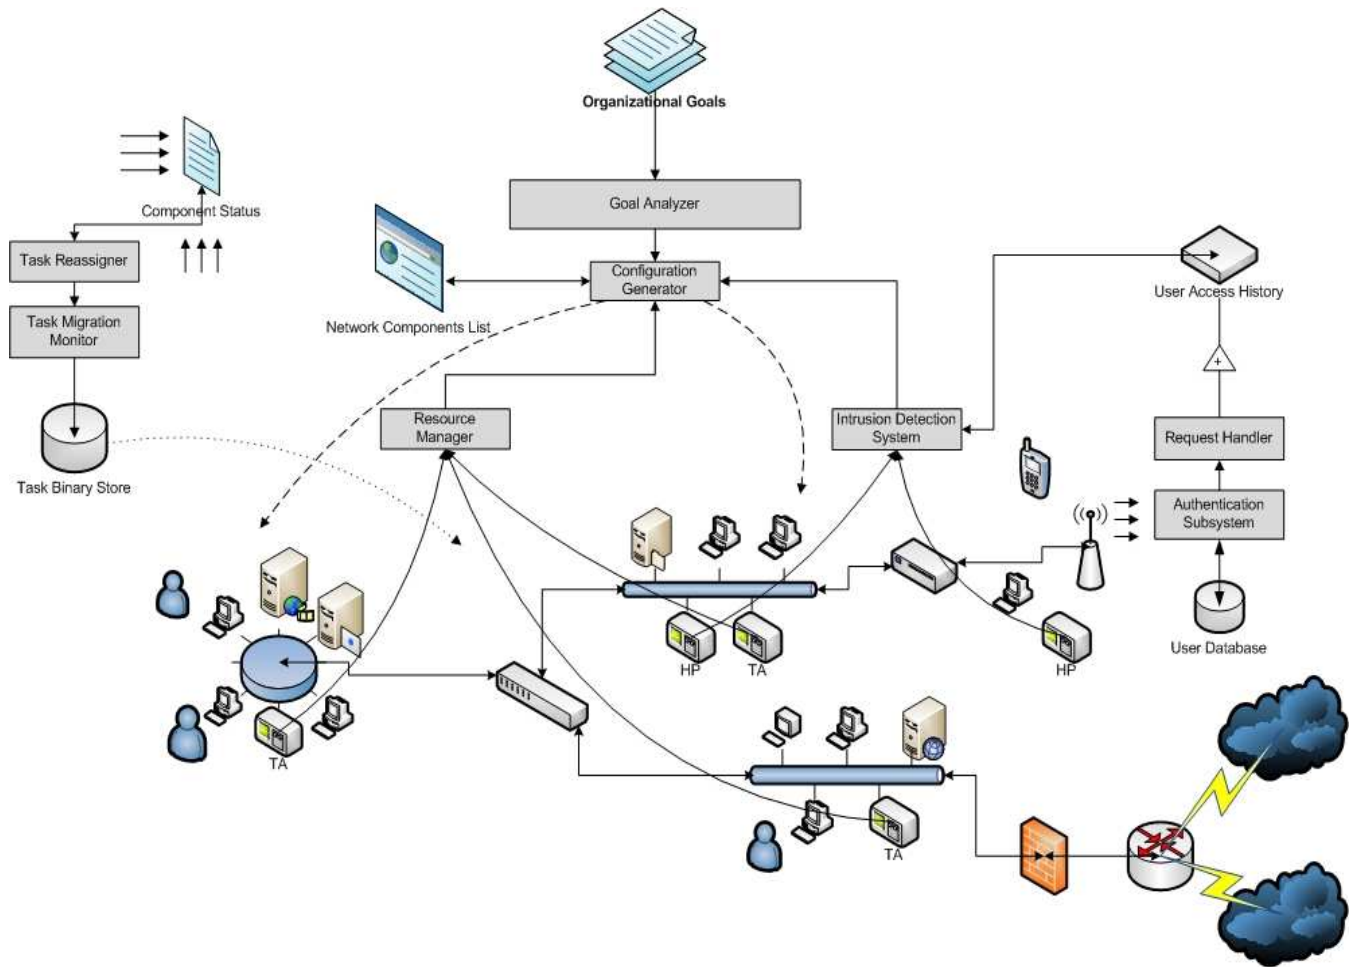 Organizational Goals
Component Status
Goal Analyzer
Task Reassigner
Configuration
Generator
User Access History
Task Migration
Monitor
Network Components List
+
Resource
Manager
Intrusion Detection
System
Request Handler
Task Binary Store
Authentication
Subsystem
User Database
HP
TA
HP
TA
TA